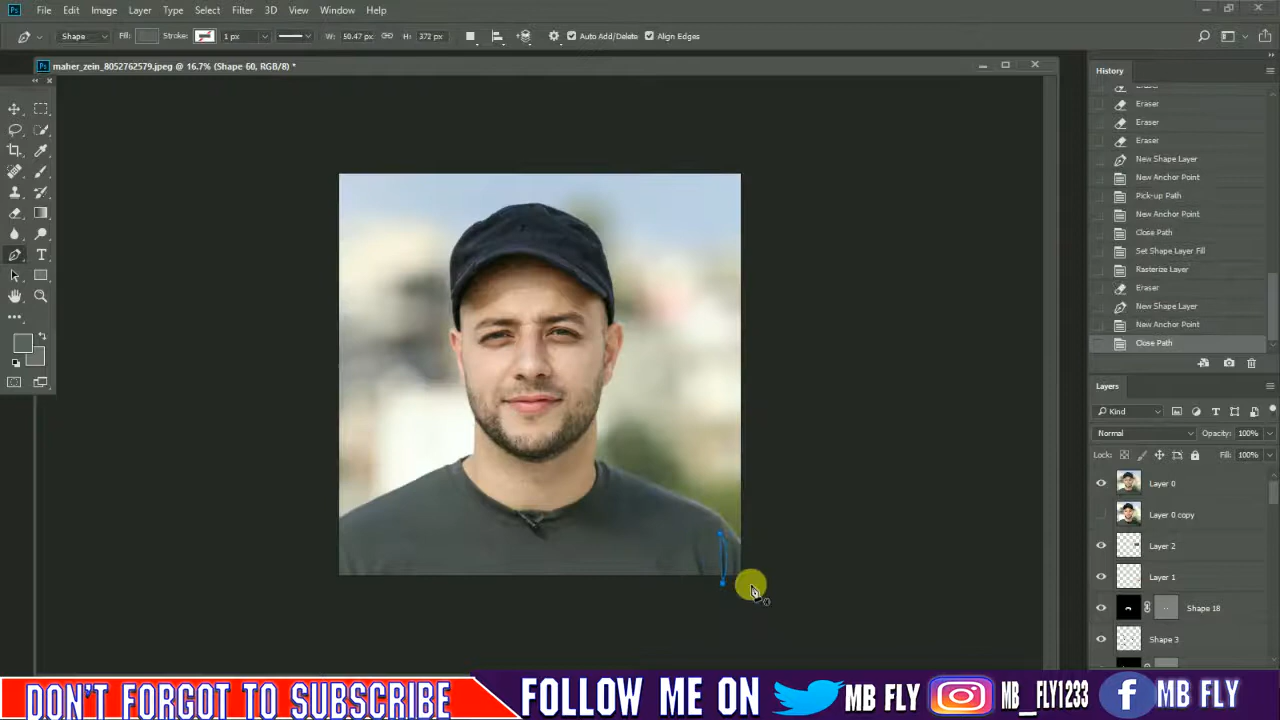 Ps File Edit Image Layer Type Select Filter 3D View Window Help
Shape Fill: Stroke: 1 px W: 50.47 px H: 372 px Auto Add/Delete Align Edges
Ps maher_zein_8052762579.jpeg @ 16.7% (Shape 60, RGB/8) *
History
Eraser
Eraser
Eraser
Eraser
New Shape Layer
New Anchor Point
Pick-up Path
New Anchor Point
Close Path
Set Shape Layer Fill
Rasterize Layer
Eraser
New Shape Layer
New Anchor Point
Close Path
Layers
Kind
Normal Opacity: 100%
Lock: Fill: 100%
Layer 0
Layer 0 copy
Layer 2
Layer 1
Shape 18
Shape 3
DON'T FORGOT TO SUBSCRIBE FOLLOW ME ON MB FLY MB_FLY1233 f MB FLY